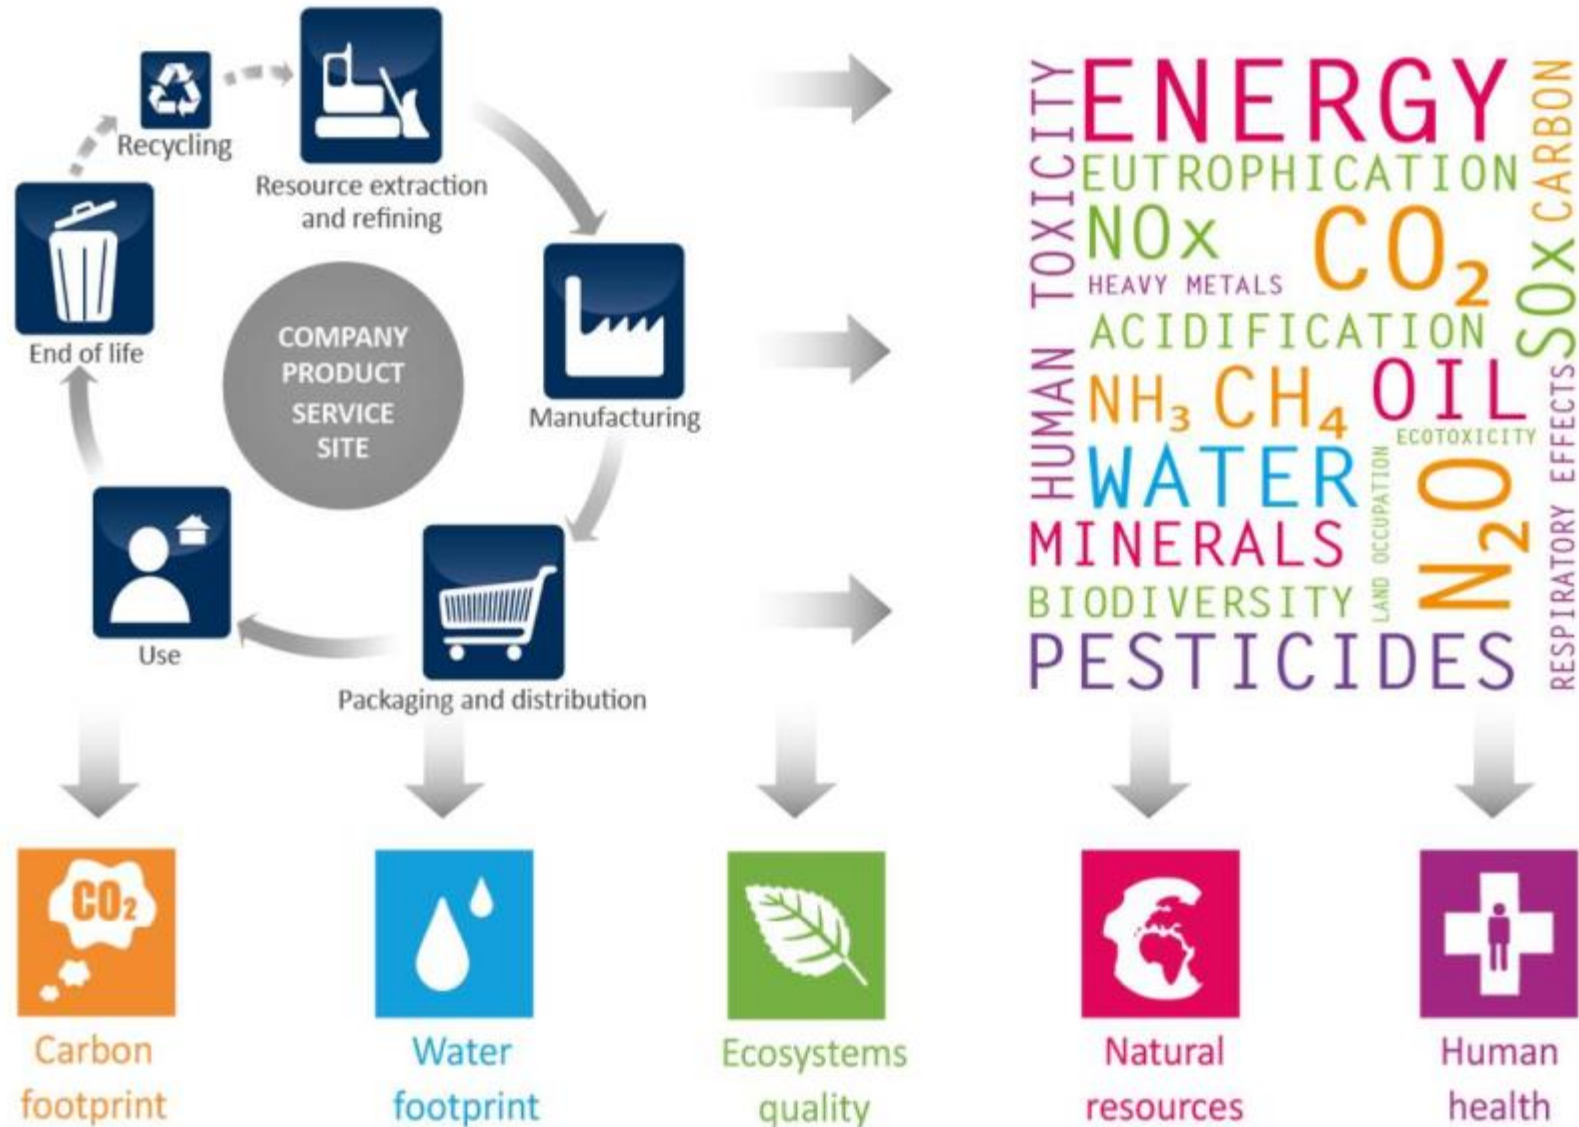 Recycling
Resource extraction
and refining
End of life
COMPANY
PRODUCT
SERVICE
SITE
Manufacturing
Use
Packaging and distribution
HUMAN TOXICITY
ENERGY
CARBON
EUTROPHICATION
NOx
CO₂
SOx
HEAVY METALS
ACIDIFICATION
NH₃
CH₄
OIL
ECOTOXICITY
WATER
LAND OCCUPATION
N₂O
RESPIRATORY EFFECTS
MINERALS
BIODIVERSITY
PESTICIDES
CO₂
Carbon
footprint
Water
footprint
Ecosystems
quality
Natural
resources
Human
health